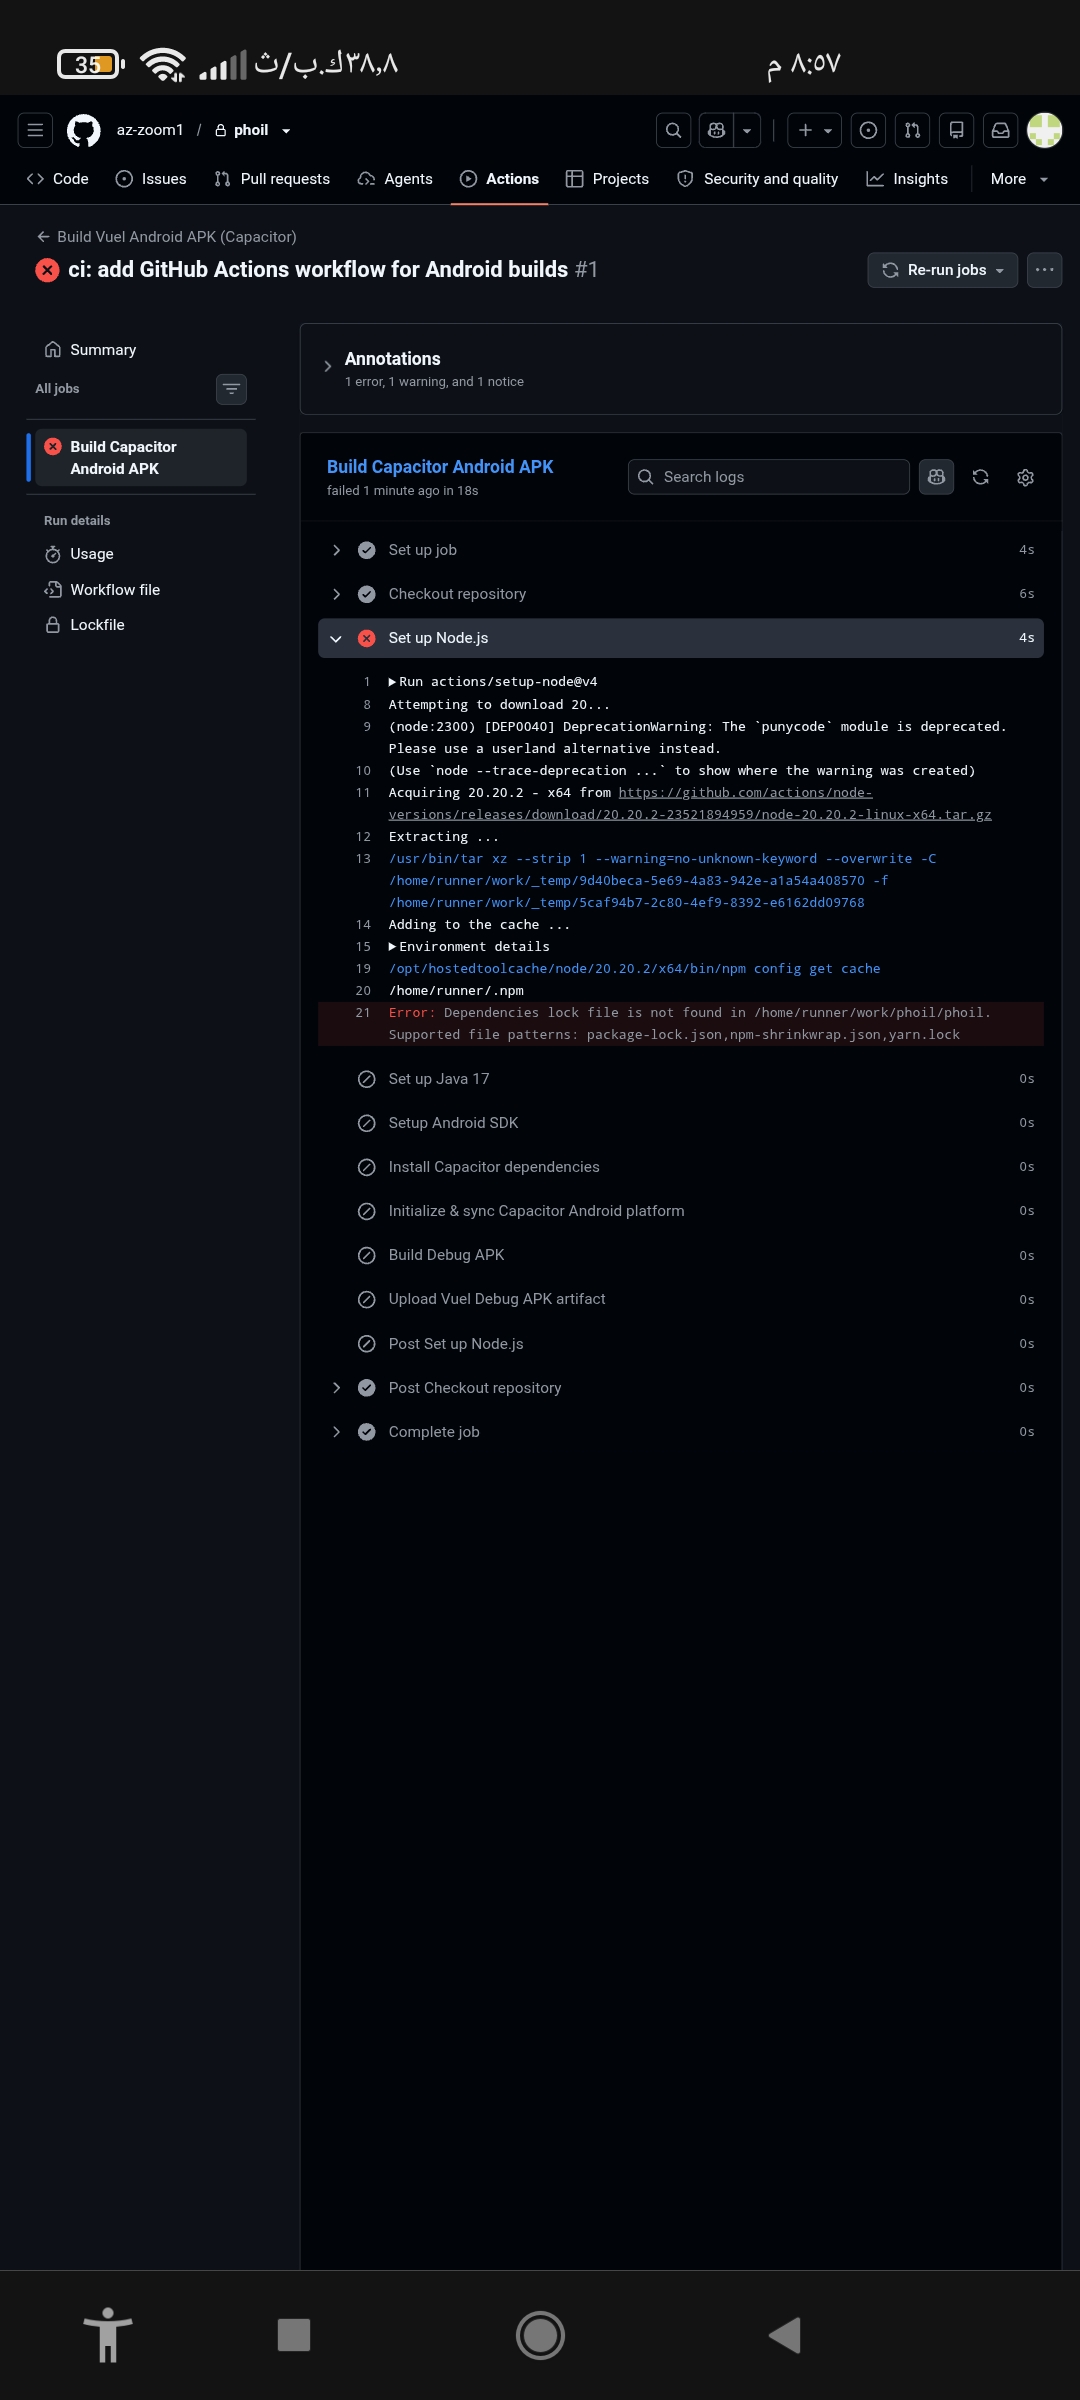 35
٣٨,٨ك.ب/ث
٨:٥٧ م
az-zoom1 / phoil
Code Issues Pull requests Agents Actions Projects Security and quality Insights More
Build Vuel Android APK (Capacitor)
ci: add GitHub Actions workflow for Android builds #1
Re-run jobs
Summary
All jobs
Build Capacitor
Android APK
Run details
Usage
Workflow file
Lockfile
Annotations
1 error, 1 warning, and 1 notice
Build Capacitor Android APK
failed 1 minute ago in 18s
Search logs
Set up job 4s
Checkout repository 6s
Set up Node.js 4s
1 Run actions/setup-node@v4
8 Attempting to download 20...
9 (node:2300) [DEP0040] DeprecationWarning: The `punycode` module is deprecated.
Please use a userland alternative instead.
10 (Use `node --trace-deprecation ...` to show where the warning was created)
11 Acquiring 20.20.2 - x64 from https://github.com/actions/node-
versions/releases/download/20.20.2-23521894959/node-20.20.2-linux-x64.tar.gz
12 Extracting ...
13 /usr/bin/tar xz --strip 1 --warning=no-unknown-keyword --overwrite -C
/home/runner/work/_temp/9d40beca-5e69-4a83-942e-a1a54a408570 -f
/home/runner/work/_temp/5caf94b7-2c80-4ef9-8392-e6162dd09768
14 Adding to the cache ...
15 Environment details
19 /opt/hostedtoolcache/node/20.20.2/x64/bin/npm config get cache
20 /home/runner/.npm
21 Error: Dependencies lock file is not found in /home/runner/work/phoil/phoil.
Supported file patterns: package-lock.json,npm-shrinkwrap.json,yarn.lock
Set up Java 17 0s
Setup Android SDK 0s
Install Capacitor dependencies 0s
Initialize & sync Capacitor Android platform 0s
Build Debug APK 0s
Upload Vuel Debug APK artifact 0s
Post Set up Node.js 0s
Post Checkout repository 0s
Complete job 0s